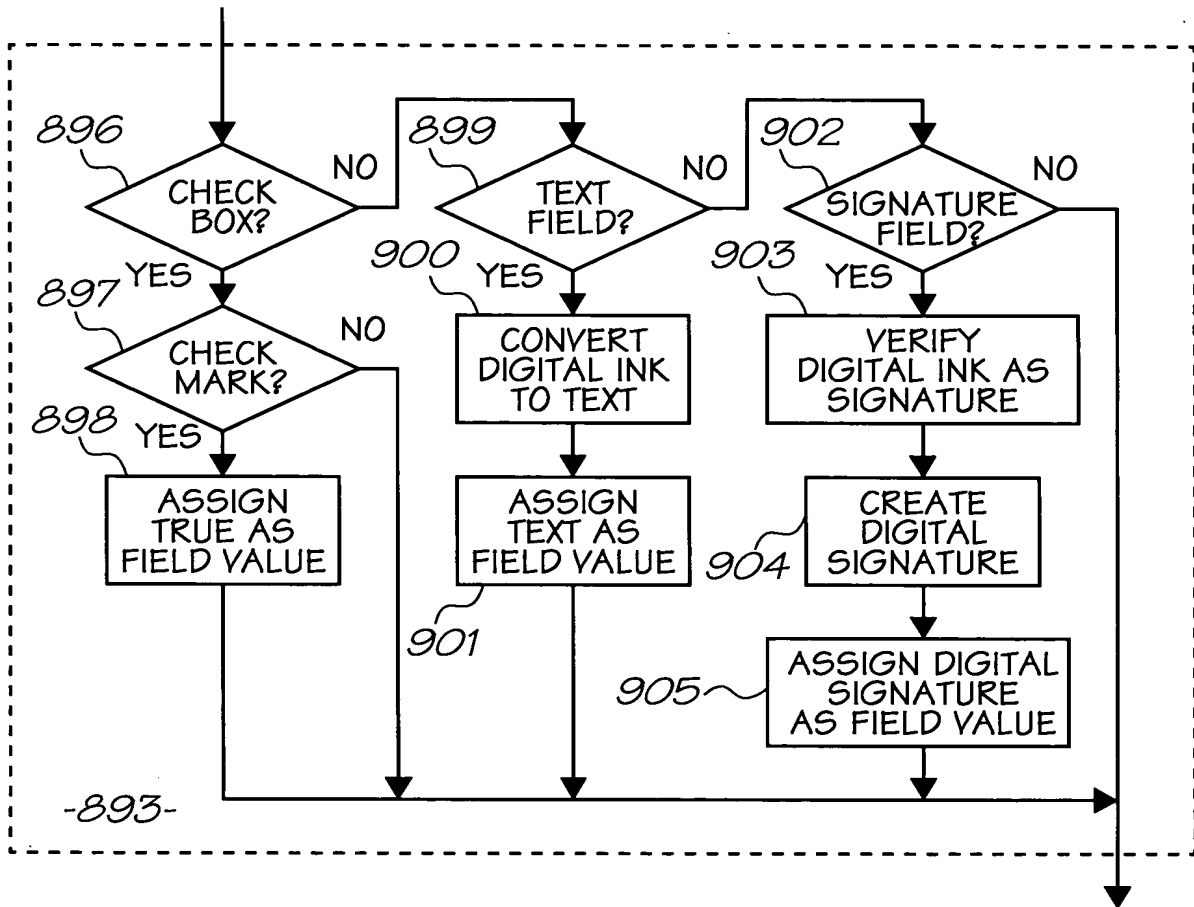 896
CHECK
BOX?
NO
YES
897
CHECK
MARK?
NO
YES
898
ASSIGN
TRUE AS
FIELD VALUE
899
TEXT
FIELD?
NO
YES
900
CONVERT
DIGITAL INK
TO TEXT
ASSIGN
TEXT AS
FIELD VALUE
901
902
SIGNATURE
FIELD?
NO
YES
903
VERIFY
DIGITAL INK AS
SIGNATURE
CREATE
DIGITAL
SIGNATURE
904
ASSIGN DIGITAL
SIGNATURE
AS FIELD VALUE
905
-893-